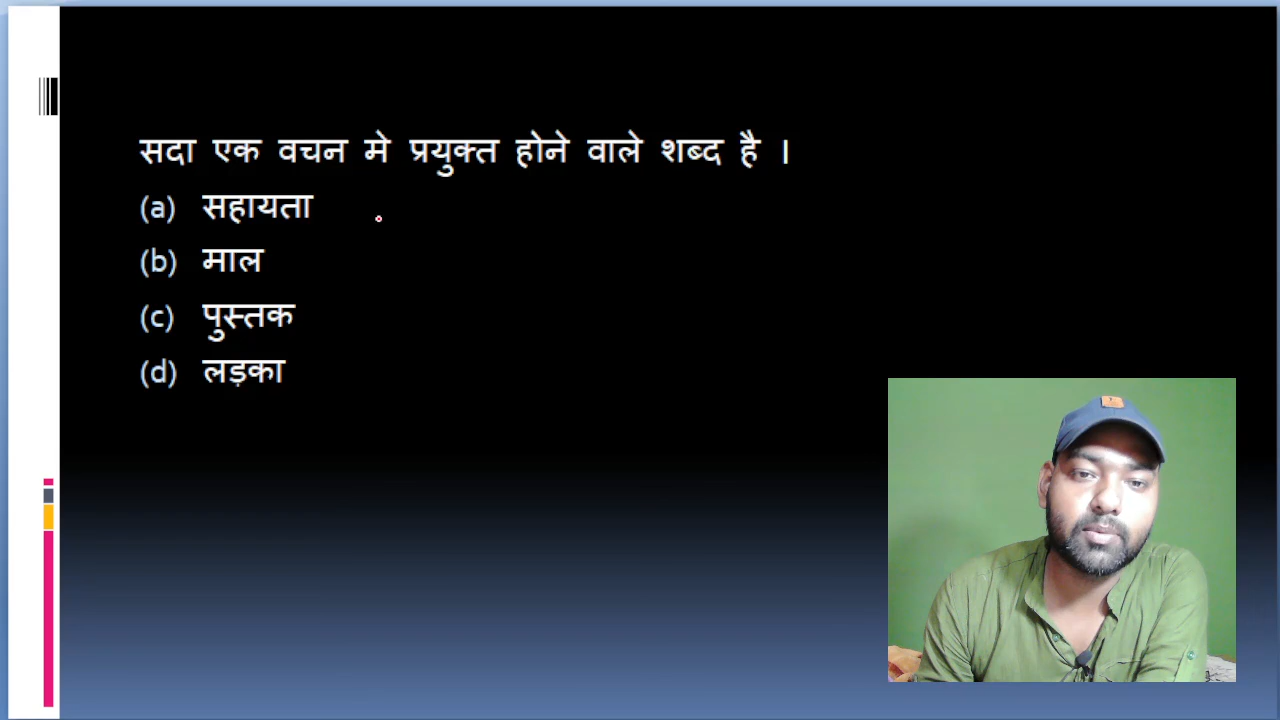 सदा एक वचन मे प्रयुक्त होने वाले शब्द है ।
(a) सहायता
(b) माल
(c) पुस्तक
(d) लड़का